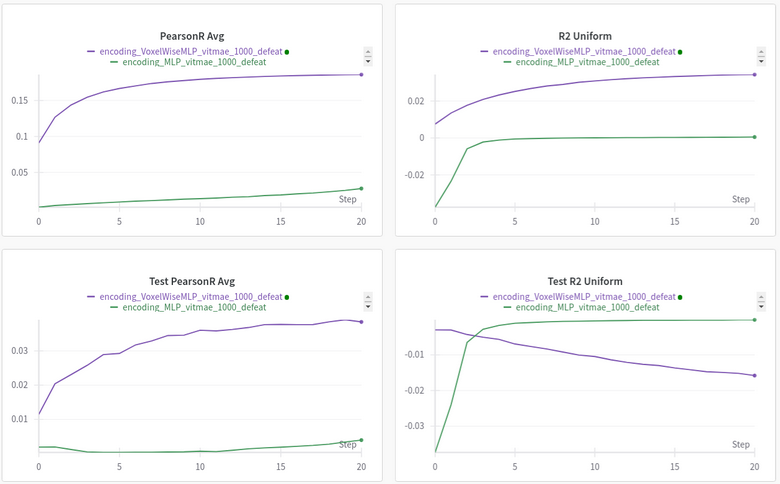 PearsonR Avg
encoding_VoxelWiseMLP_vitmae_1000_defeat
encoding_MLP_vitmae_1000_defeat
0.15
0.1
0.05
Step
0 5 10 15 20
R2 Uniform
encoding_VoxelWiseMLP_vitmae_1000_defeat
encoding_MLP_vitmae_1000_defeat
0.02
0
-0.02
Step
0 5 10 15 20
Test PearsonR Avg
encoding_VoxelWiseMLP_vitmae_1000_defeat
encoding_MLP_vitmae_1000_defeat
0.03
0.02
0.01
Step
0 5 10 15 20
Test R2 Uniform
encoding_VoxelWiseMLP_vitmae_1000_defeat
encoding_MLP_vitmae_1000_defeat
-0.01
-0.02
-0.03
Step
0 5 10 15 20